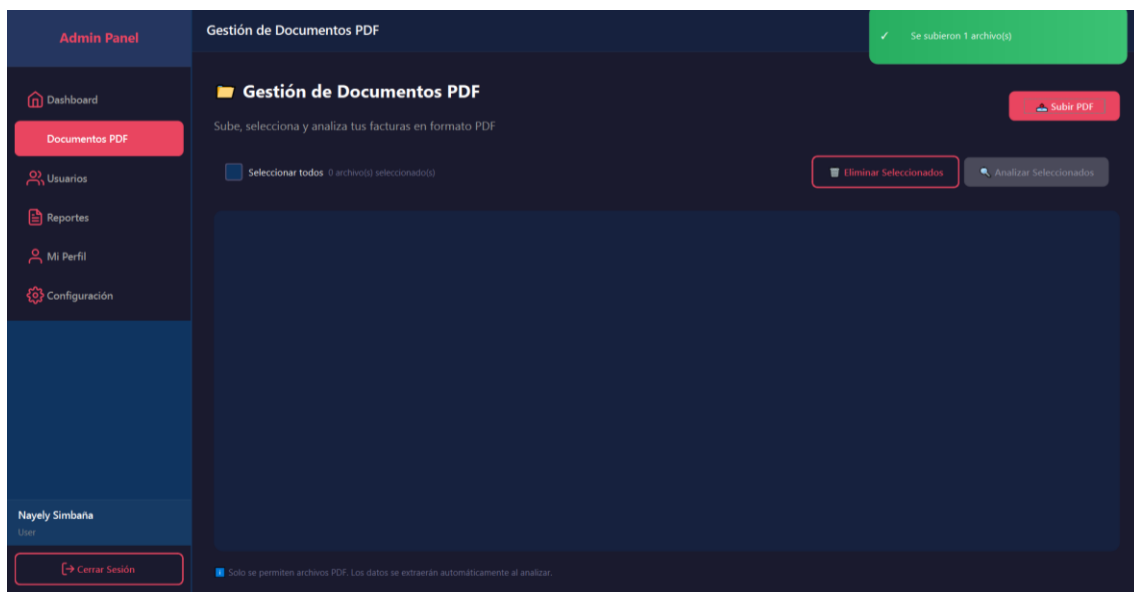 Admin Panel
Dashboard
Documentos PDF
Usuarios
Reportes
Mi Perfil
Configuración
Nayely Simbaña
User
Cerrar Sesión
Gestión de Documentos PDF
Se subieron 1 archivo(s)
Gestión de Documentos PDF
Subir PDF
Sube, selecciona y analiza tus facturas en formato PDF
Seleccionar todos 0 archivo(s) seleccionado(s)
Eliminar Seleccionados
Analizar Seleccionados
Solo se permiten archivos PDF. Los datos se extraerán automáticamente al analizar.